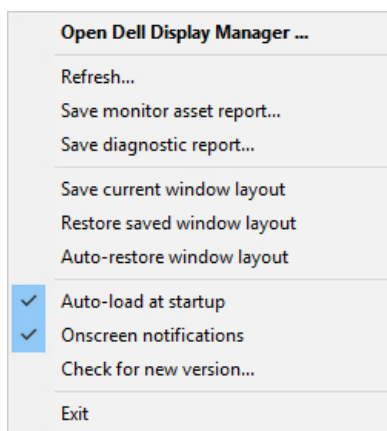 Open Dell Display Manager ...
Refresh...
Save monitor asset report...
Save diagnostic report...
Save current window layout
Restore saved window layout
Auto-restore window layout
Auto-load at startup
Onscreen notifications
Check for new version...
Exit